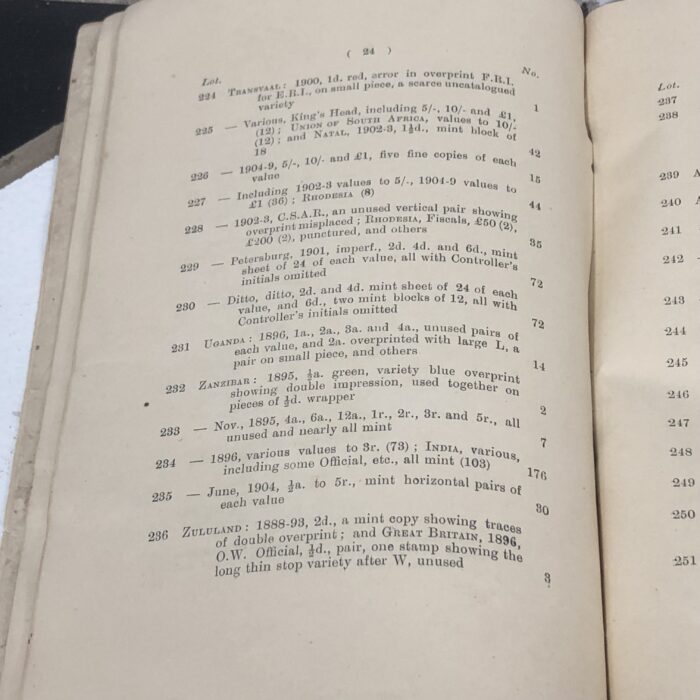 ( 24 )
Lot. No.
224 TRANSVAAL: 1900, 1d. red, error in overprint F.R.I.
for E.R.I., on small piece, a scarce uncatalogued
variety 1
225 — Various, King's Head, including 5/-, 10/- and £1,
(12); UNION OF SOUTH AFRICA, values to 10/-
(12); and NATAL, 1902-3, 1½d., mint block of
18 42
226 — 1904-9, 5/-, 10/- and £1, five fine copies of each
value 15
227 — Including 1902-3 values to 5/-, 1904-9 values to
£1 (36); RHODESIA (8) 44
228 — 1902-3, C.S.A.R., an unused vertical pair showing
overprint misplaced; RHODESIA, Fiscals, £50 (2),
£200 (2), punctured, and others 35
229 — Petersburg, 1901, imperf., 2d. 4d. and 6d., mint
sheet of 24 of each value, all with Controller's
initials omitted 72
230 — Ditto, ditto, 2d. and 4d. mint sheet of 24 of each
value, and 6d., two mint blocks of 12, all with
Controller's initials omitted 72
231 UGANDA: 1896, 1a., 2a., 3a. and 4a., unused pairs of
each value, and 2a. overprinted with large L, a
pair on small piece, and others 14
232 ZANZIBAR: 1895, ½a. green, variety blue overprint
showing double impression, used together on
pieces of ½d. wrapper 2
233 — Nov., 1895, 4a., 6a., 12a., 1r., 2r., 3r. and 5r., all
unused and nearly all mint 7
234 — 1896, various values to 3r. (73); INDIA, various,
including some Official, etc., all mint (103) 176
235 — June, 1904, ½a. to 5r., mint horizontal pairs of
each value 30
236 ZULULAND: 1888-93, 2d., a mint copy showing traces
of double overprint; and GREAT BRITAIN, 1896,
O.W. Official, ½d., pair, one stamp showing the
long thin stop variety after W, unused 3
Lot.
237
238
239 A
240 A
241
242 —
243
244
245
246
247
248
249
250
251